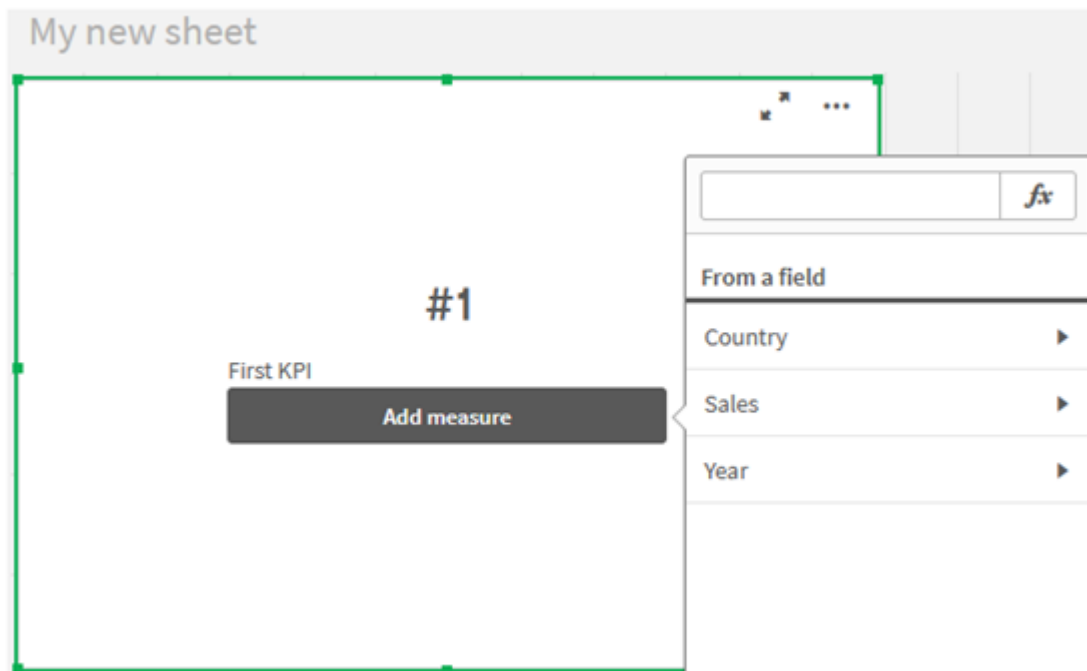 My new sheet
#1
First KPI
Add measure
fx
From a field
Country
Sales
Year